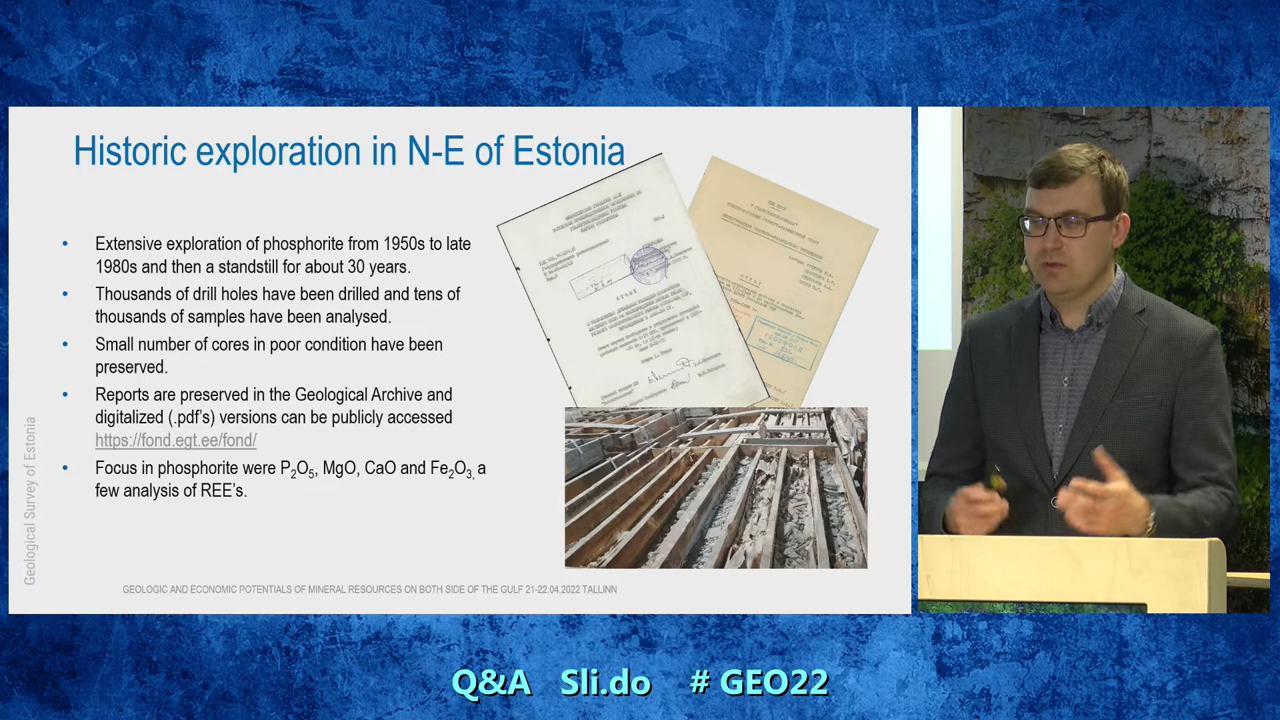 Historic exploration in N-E of Estonia
• Extensive exploration of phosphorite from 1950s to late
1980s and then a standstill for about 30 years.
• Thousands of drill holes have been drilled and tens of
thousands of samples have been analysed.
• Small number of cores in poor condition have been
preserved.
• Reports are preserved in the Geological Archive and
digitalized (.pdf's) versions can be publicly accessed
https://fond.egt.ee/fond/
• Focus in phosphorite were P₂O₅, MgO, CaO and Fe₂O₃, a
few analysis of REE's.
Geological Survey of Estonia
GEOLOGIC AND ECONOMIC POTENTIALS OF MINERAL RESOURCES ON BOTH SIDE OF THE GULF 21-22.04.2022 TALLINN
Q&A Sli.do # GEO22